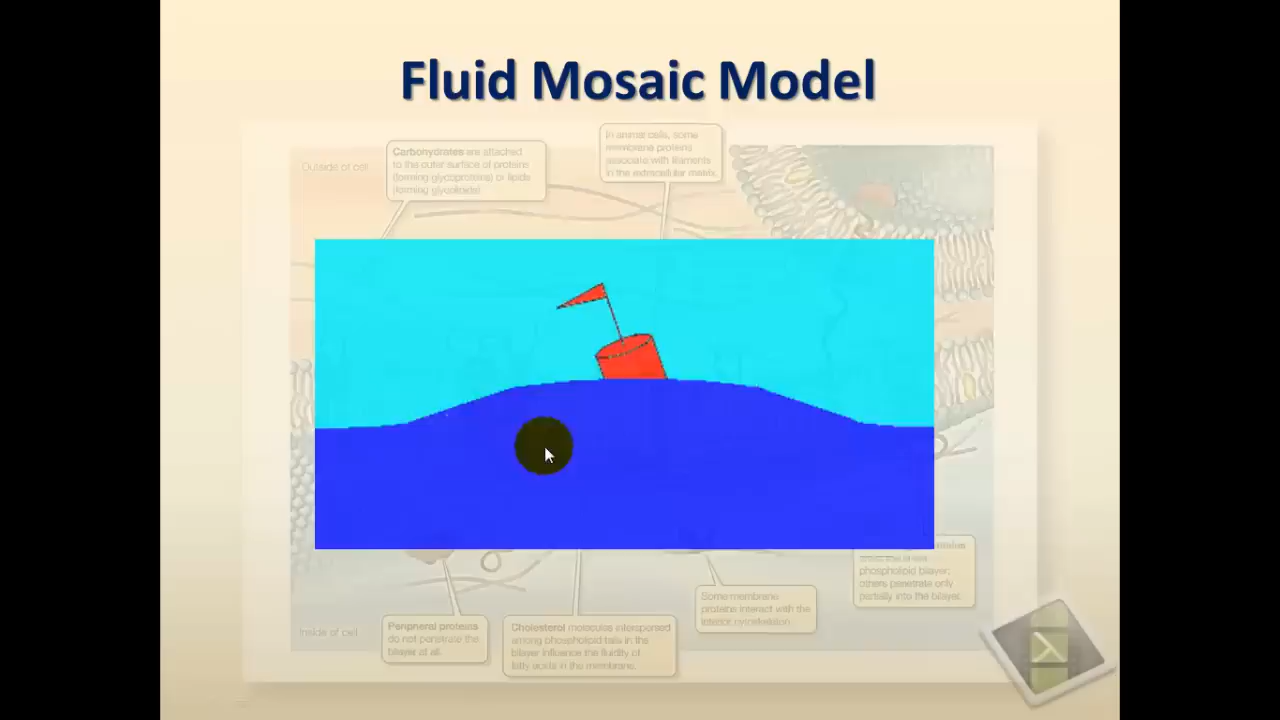 Fluid Mosaic Model
Outside of cell
Carbohydrates are attached
to the outer surface of proteins
(forming glycoproteins) or lipids
(forming glycolipids).
In animal cells, some
membrane proteins
associate with filaments
in the extracellular matrix.
phospholipid bilayer;
others penetrate only
partially into the bilayer.
Some membrane
proteins interact with the
interior cytoskeleton.
Inside of cell
Peripheral proteins
do not penetrate the
bilayer at all.
Cholesterol molecules interspersed
among phospholipid tails in the
bilayer influence the fluidity of
fatty acids in the membrane.